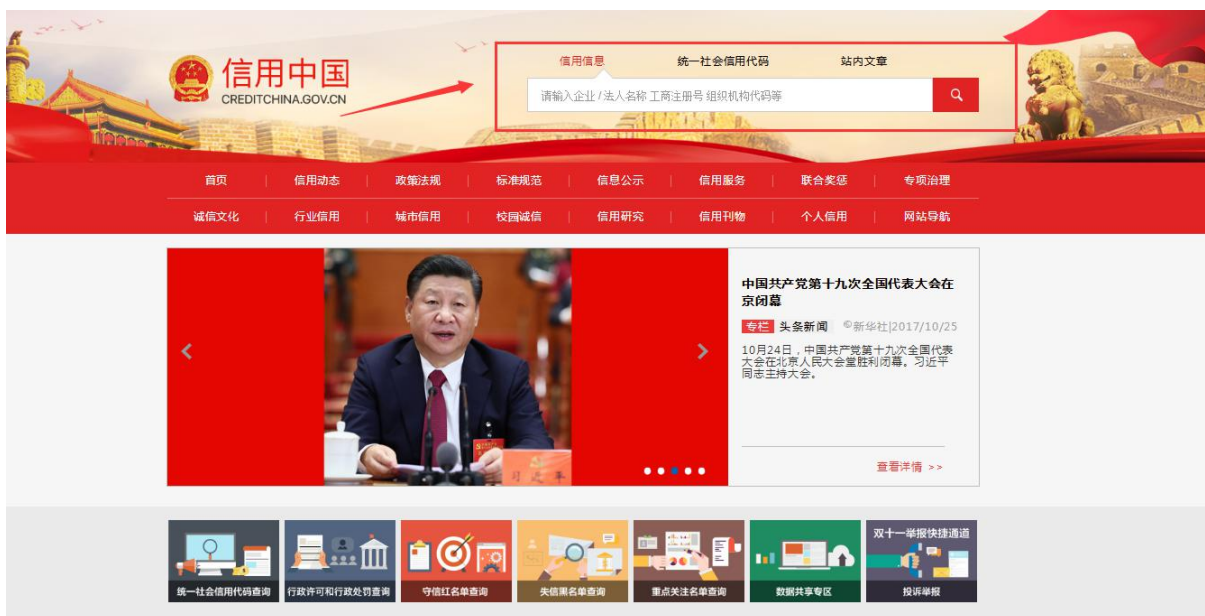 信用中国
CREDITCHINA.GOV.CN
信用信息 统一社会信用代码 站内文章
请输入企业/法人名称 工商注册号 组织机构代码等
首页 | 信用动态 | 政策法规 | 标准规范 | 信息公示 | 信用服务 | 联合奖惩 | 专项治理
诚信文化 | 行业信用 | 城市信用 | 校园诚信 | 信用研究 | 信用刊物 | 个人信用 | 网站导航
中国共产党第十九次全国代表大会在
京闭幕
专栏 头条新闻 ©新华社|2017/10/25
10月24日,中国共产党第十九次全国代表
大会在北京人民大会堂胜利闭幕。习近平
同志主持大会。
习近平
查看详情 >>
双十一举报快捷通道
统一社会信用代码查询 行政许可和行政处罚查询 守信红名单查询 失信黑名单查询 重点关注名单查询 数据共享专区 投诉举报